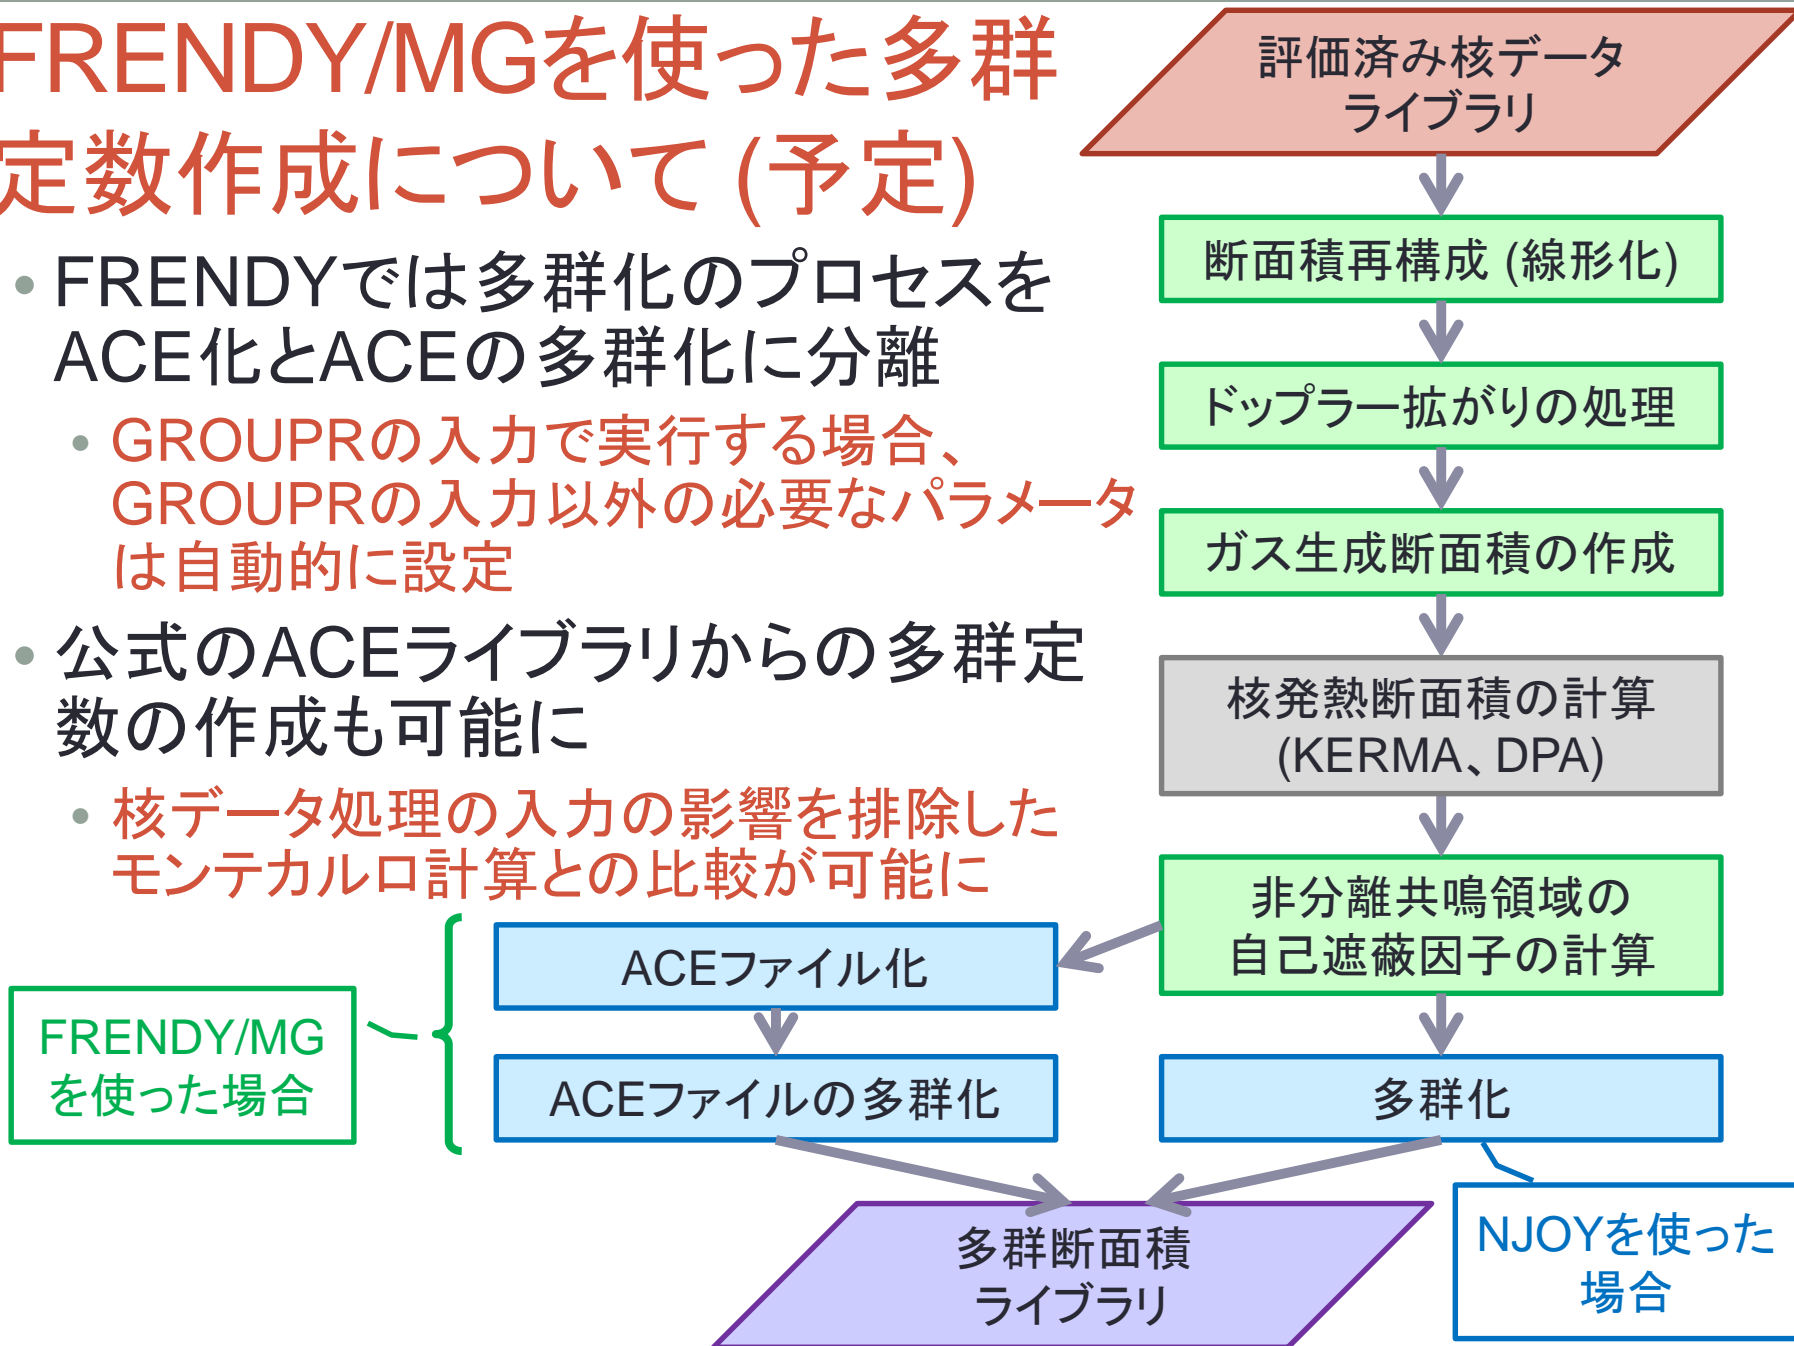 FRENDY/MGを使った多群
定数作成について (予定)
• FRENDYでは多群化のプロセスを
ACE化とACEの多群化に分離
• GROUPRの入力で実行する場合、
GROUPRの入力以外の必要なパラメータ
は自動的に設定
• 公式のACEライブラリからの多群定
数の作成も可能に
• 核データ処理の入力の影響を排除した
モンテカルロ計算との比較が可能に
評価済み核データ
ライブラリ
断面積再構成 (線形化)
ドップラー拡がりの処理
ガス生成断面積の作成
核発熱断面積の計算
(KERMA、DPA)
非分離共鳴領域の
自己遮蔽因子の計算
ACEファイル化
FRENDY/MG
を使った場合
ACEファイルの多群化
多群化
NJOYを使った
場合
多群断面積
ライブラリ